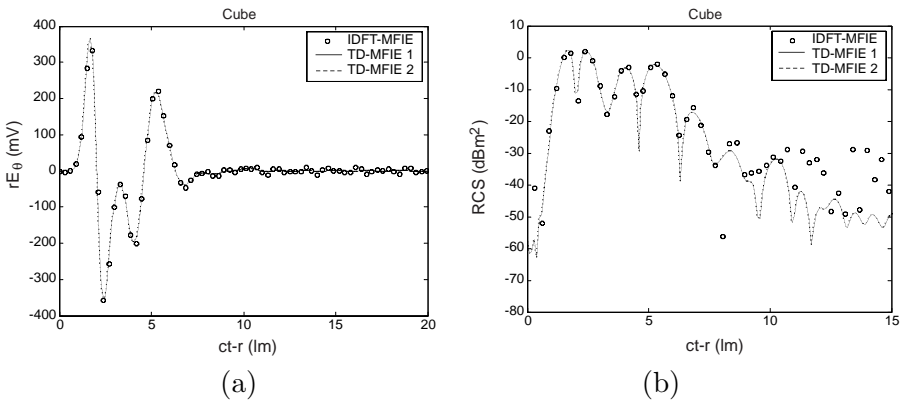 Cube
IDFT-MFIE
TD-MFIE 1
TD-MFIE 2
400
300
200
100
0
-100
-200
-300
-400
rEθ (mV)
0
5
10
15
20
ct-r (lm)
(a)
Cube
IDFT-MFIE
TD-MFIE 1
TD-MFIE 2
10
0
-10
-20
-30
-40
-50
-60
-70
-80
RCS (dBm²)
0
5
10
15
ct-r (lm)
(b)